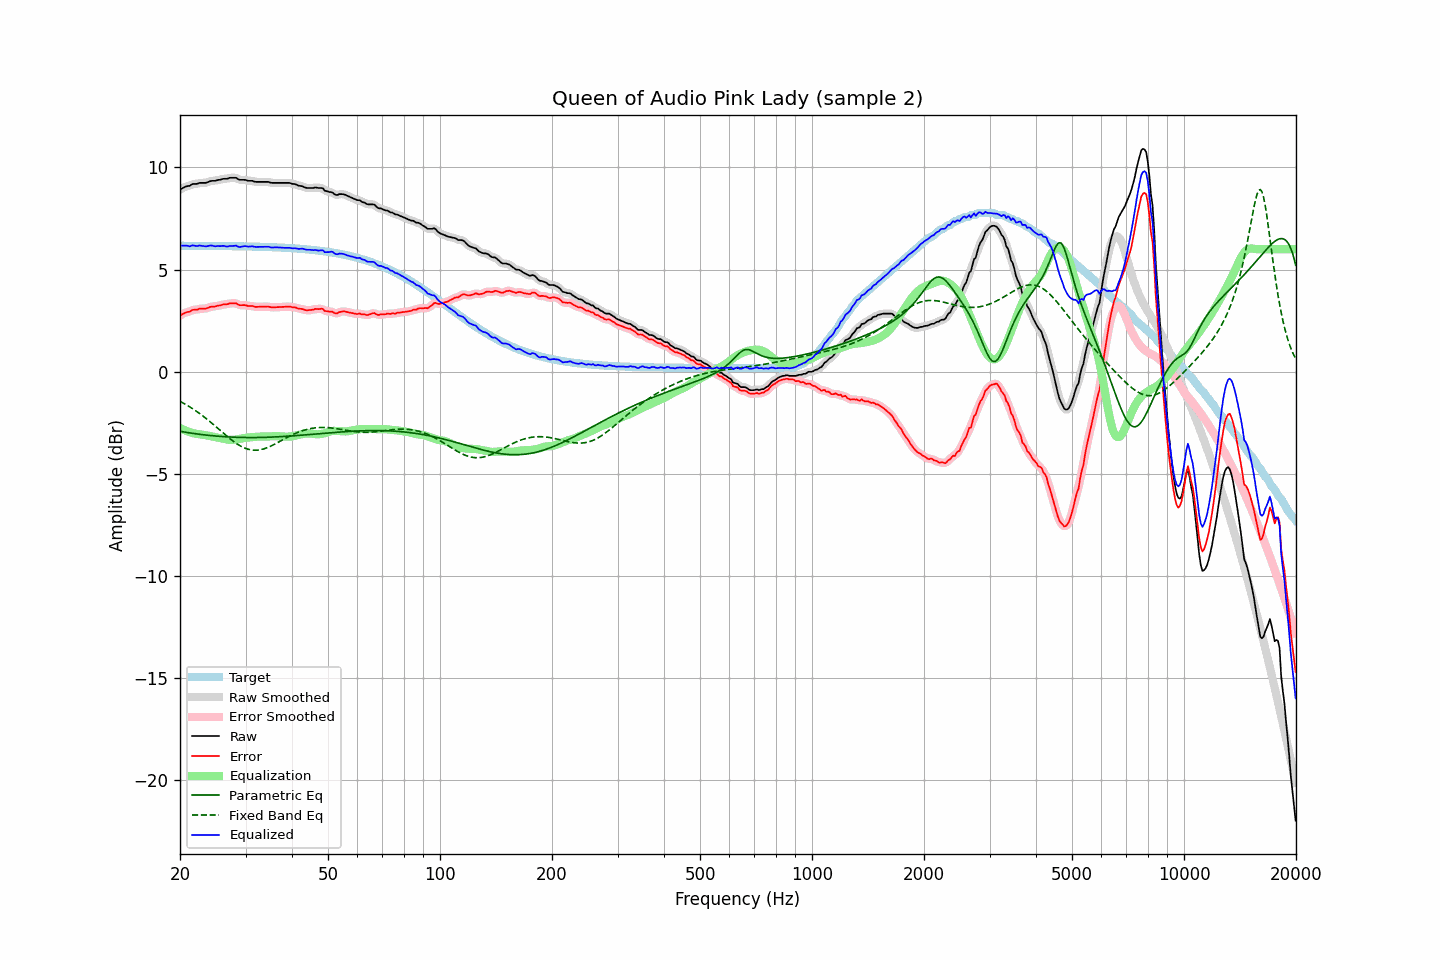 Queen of Audio Pink Lady (sample 2)
Amplitude (dBr)
10
5
0
−5
−10
−15
−20
Target
Raw Smoothed
Error Smoothed
Raw
Error
Equalization
Parametric Eq
Fixed Band Eq
Equalized
20 50 100 200 500 1000 2000 5000 10000 20000
Frequency (Hz)